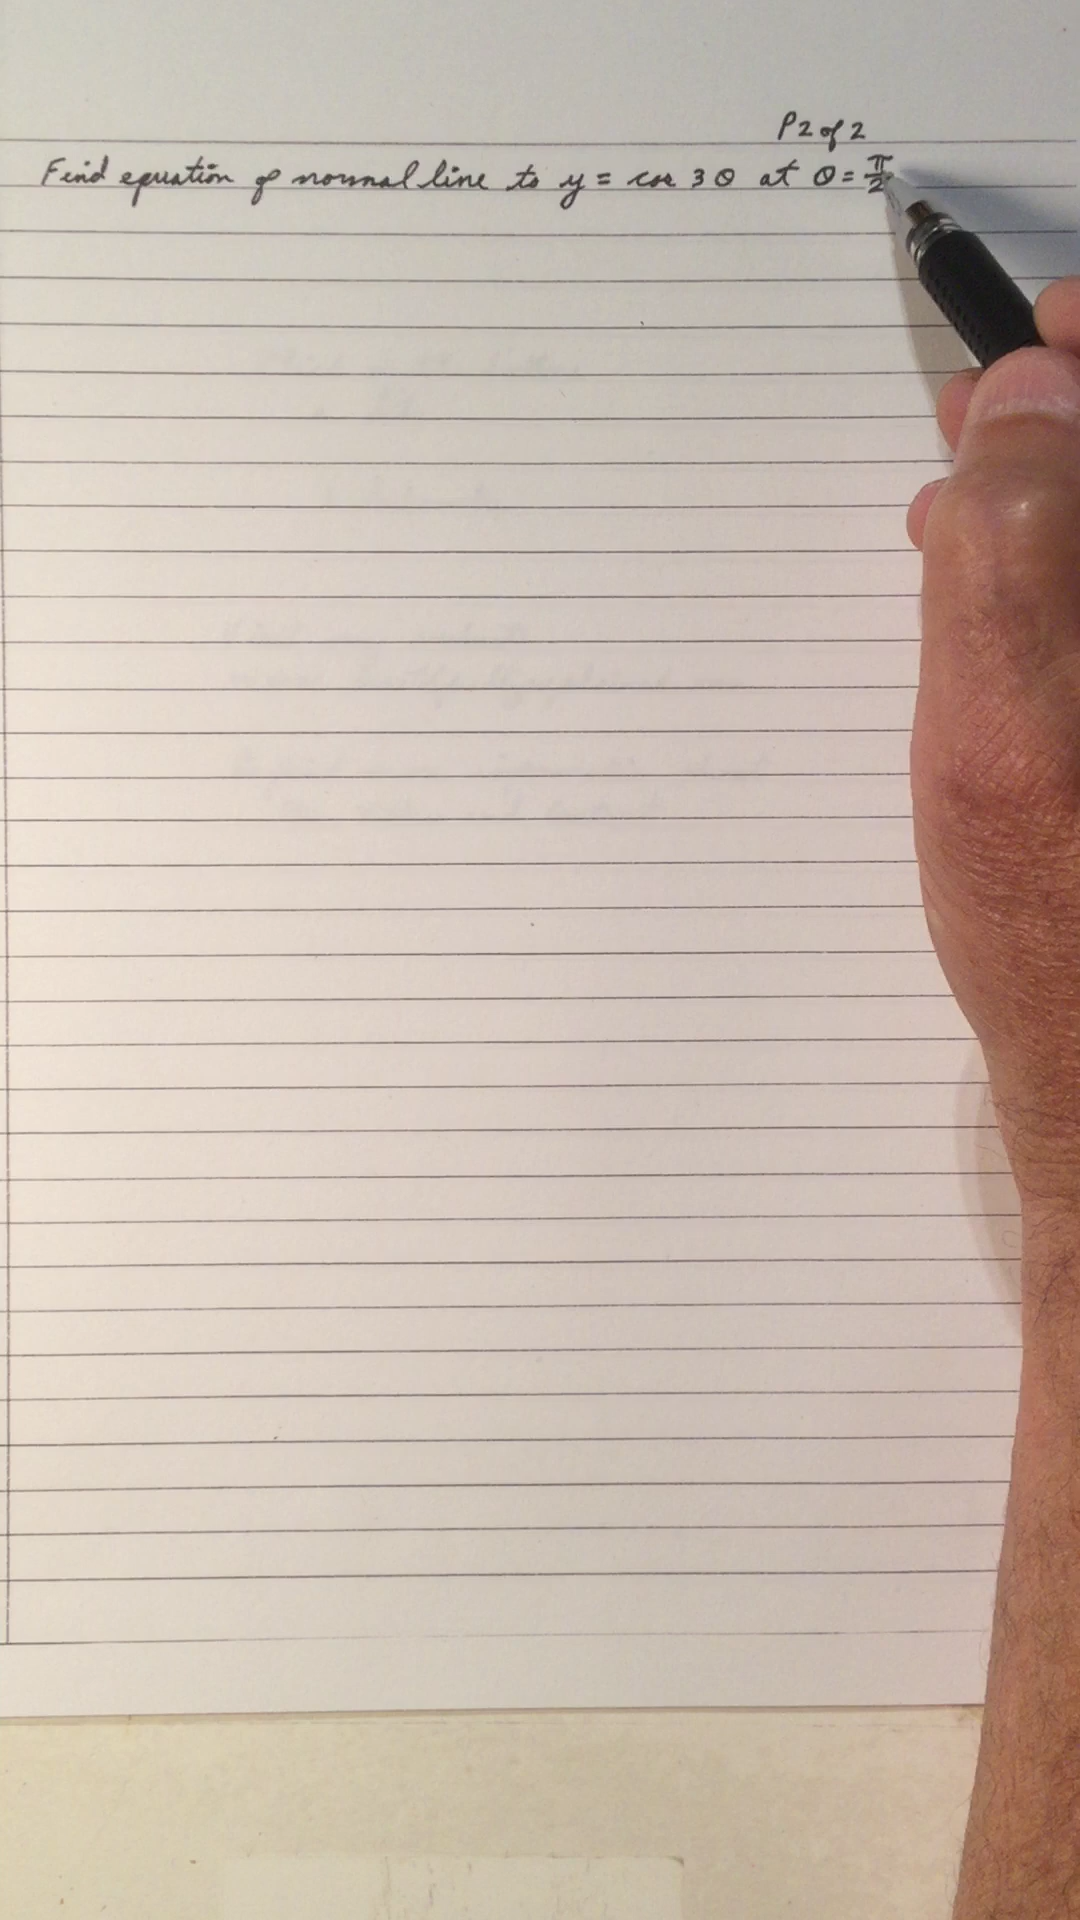 P2 of 2
Find equation of normal line to y = cos 3θ at θ = π/2